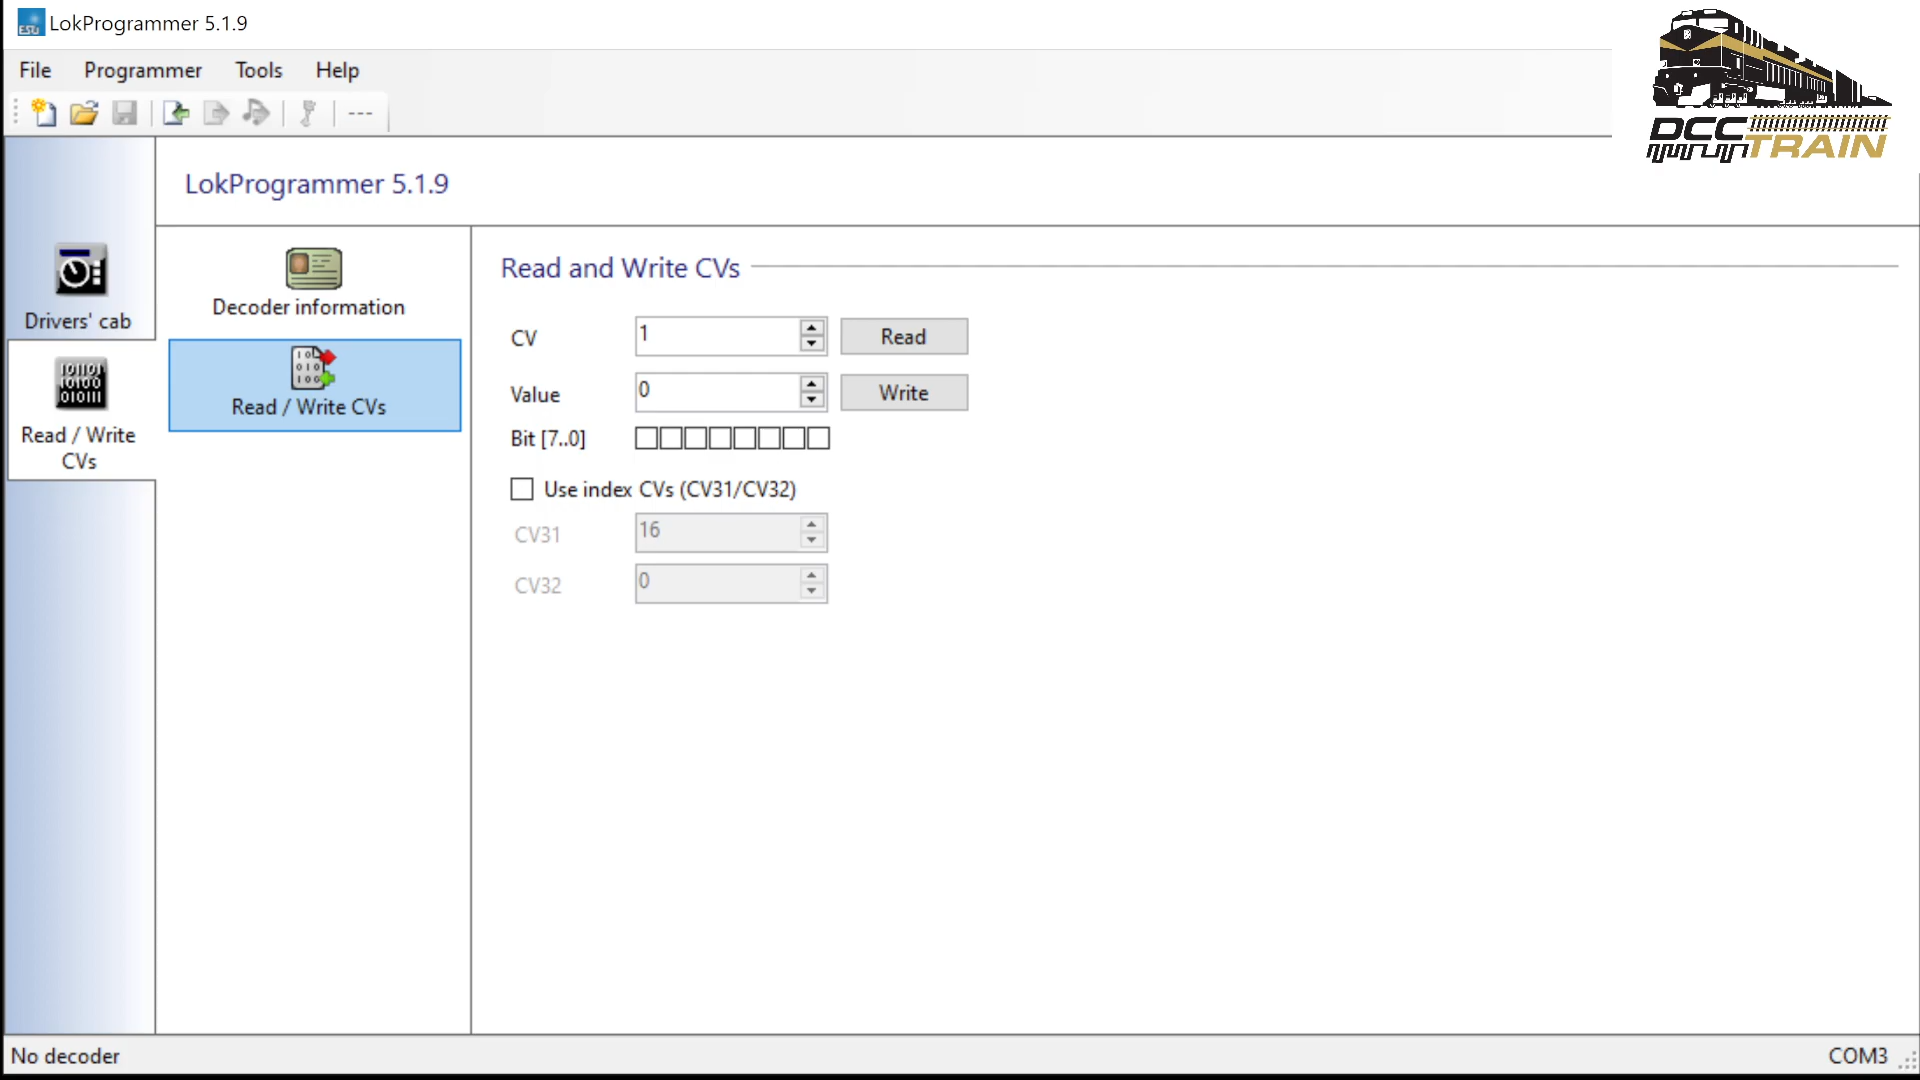 LokProgrammer 5.1.9
File Programmer Tools Help
---
DCC TRAIN
LokProgrammer 5.1.9
Drivers' cab
Read / Write
CVs
Decoder information
Read / Write CVs
Read and Write CVs
CV 1 Read
Value 0 Write
Bit [7..0]
Use index CVs (CV31/CV32)
CV31 16
CV32 0
No decoder COM3